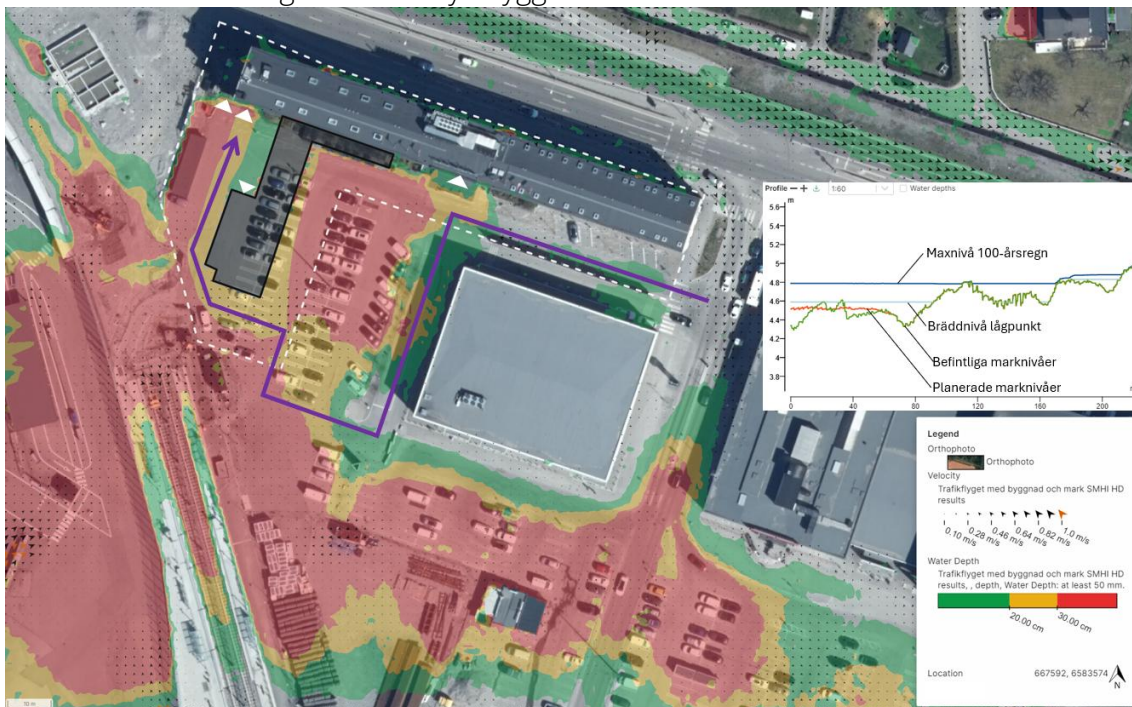 Profile
1:60
Water depths
m
5.6
5.4
5.2
5
4.8
4.6
4.4
4.2
4
3.8
0
40
80
120
160
200
Maxnivå 100-årsregn
Bräddnivå lågpunkt
Befintliga marknivåer
Planerade marknivåer
Legend
Orthophoto
Orthophoto
Velocity
Trafikflyget med byggnad och mark SMHI HD
results
0.10 m/s
0.28 m/s
0.46 m/s
0.64 m/s
0.82 m/s
1.0 m/s
Water Depth
Trafikflyget med byggnad och mark SMHI HD
results, , depth, Water Depth: at least 50 mm.
20.00 cm
30.00 cm
Location 667592, 6583574
N
10 m